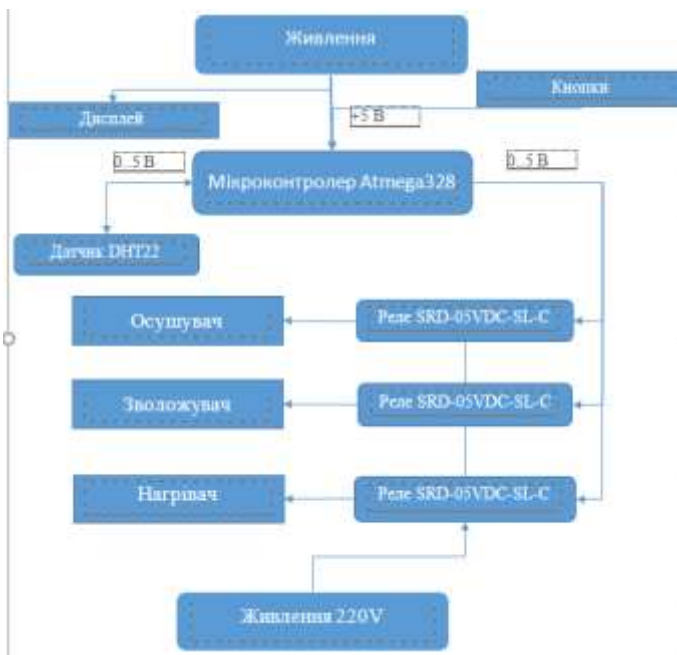 Живлення
Кнопки
Дисплей
+5 В
0..5 В
0..5 В
Мікроконтролер Atmega328
Датчик DHT22
Осушувач
Реле SRD-05VDC-SL-C
Зволожувач
Реле SRD-05VDC-SL-C
Нагрівач
Реле SRD-05VDC-SL-C
Живлення 220V